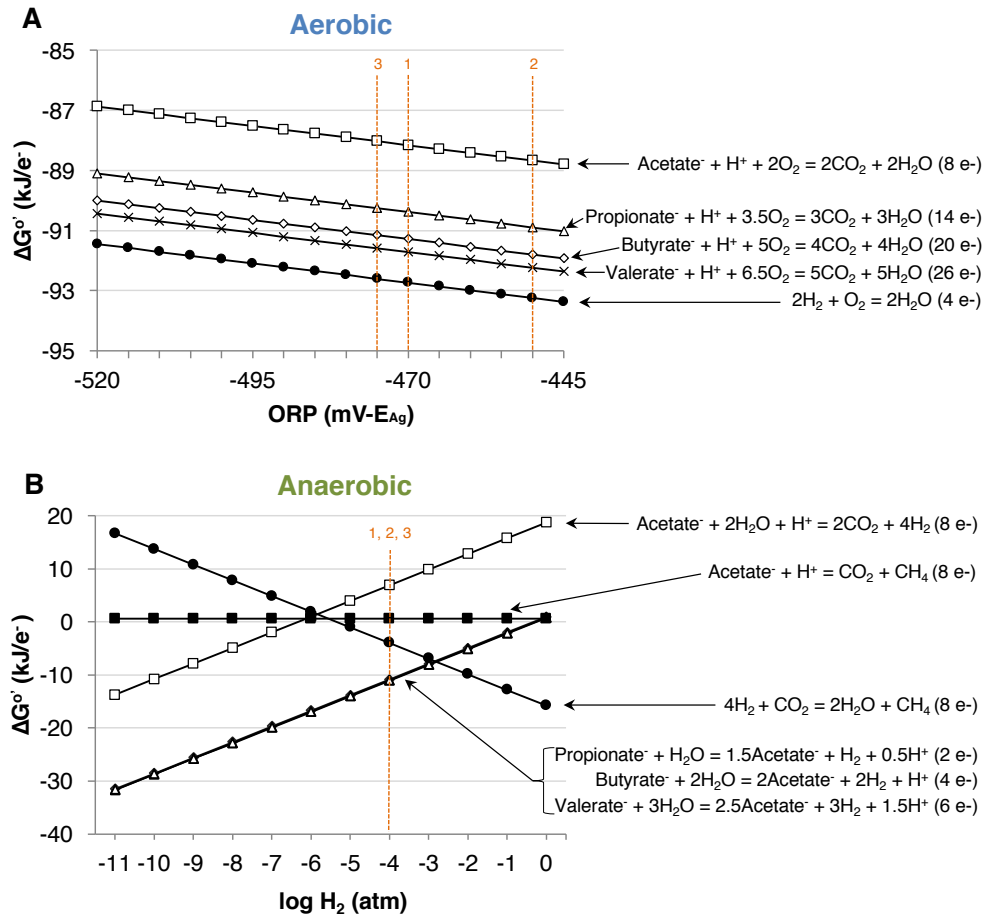 A
Aerobic
-85
-87
-89
-91
-93
-95
ΔGº' (kJ/e⁻)
3
1
2
-520
-495
-470
-445
ORP (mV-EAg)
Acetate⁻ + H⁺ + 2O₂ = 2CO₂ + 2H₂O (8 e-)
Propionate⁻ + H⁺ + 3.5O₂ = 3CO₂ + 3H₂O (14 e-)
Butyrate⁻ + H⁺ + 5O₂ = 4CO₂ + 4H₂O (20 e-)
Valerate⁻ + H⁺ + 6.5O₂ = 5CO₂ + 5H₂O (26 e-)
2H₂ + O₂ = 2H₂O (4 e-)
B
Anaerobic
20
10
0
-10
-20
-30
-40
ΔGº' (kJ/e⁻)
1, 2, 3
-11 -10 -9 -8 -7 -6 -5 -4 -3 -2 -1 0
log H₂ (atm)
Acetate⁻ + 2H₂O + H⁺ = 2CO₂ + 4H₂ (8 e-)
Acetate⁻ + H⁺ = CO₂ + CH₄ (8 e-)
4H₂ + CO₂ = 2H₂O + CH₄ (8 e-)
Propionate⁻ + H₂O = 1.5Acetate⁻ + H₂ + 0.5H⁺ (2 e-)
Butyrate⁻ + 2H₂O = 2Acetate⁻ + 2H₂ + H⁺ (4 e-)
Valerate⁻ + 3H₂O = 2.5Acetate⁻ + 3H₂ + 1.5H⁺ (6 e-)